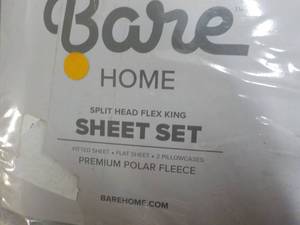 Bare
HOME
SPLIT HEAD FLEX KING
SHEET SET
FITTED SHEET • FLAT SHEET • 2 PILLOWCASES
PREMIUM POLAR FLEECE
BAREHOME.COM